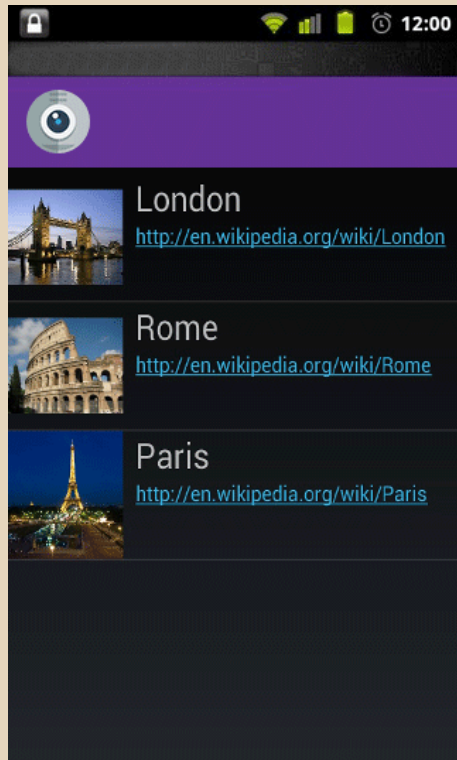 12:00
London
http://en.wikipedia.org/wiki/London
Rome
http://en.wikipedia.org/wiki/Rome
Paris
http://en.wikipedia.org/wiki/Paris